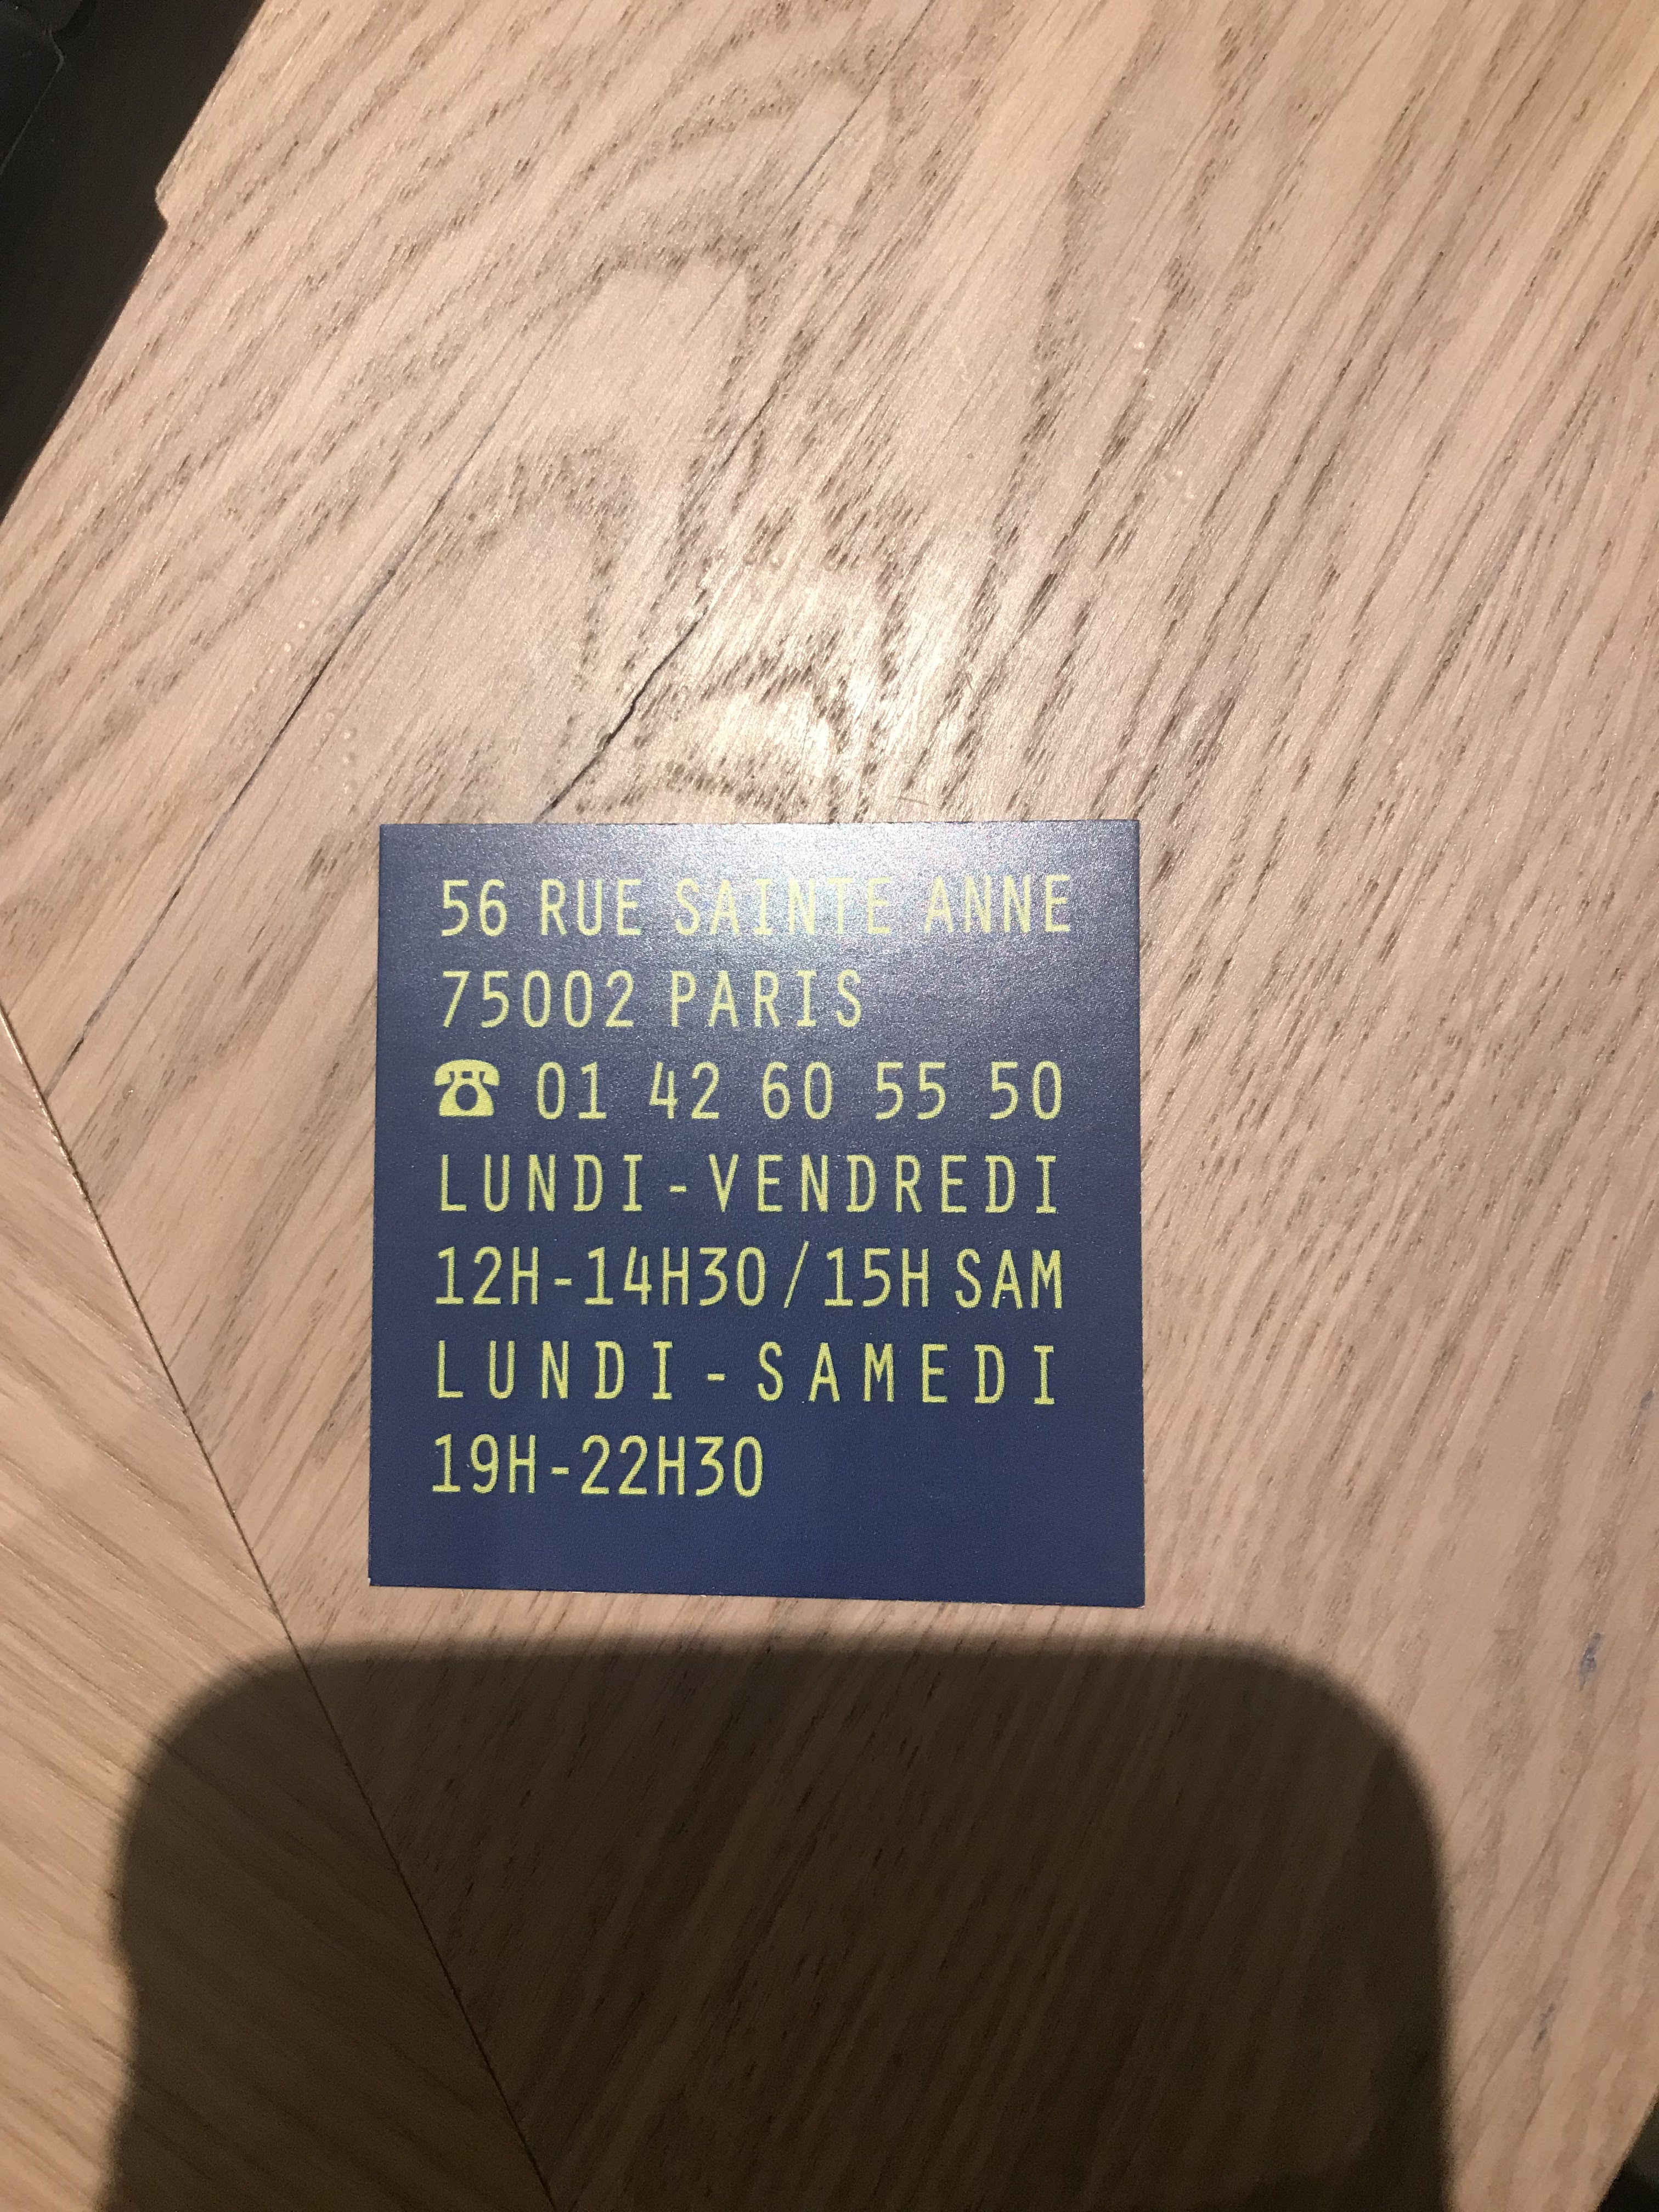 56 RUE SAINTE ANNE
75002 PARIS
☎ 01 42 60 55 50
LUNDI-VENDREDI
12H-14H30/15H SAM
LUNDI-SAMEDI
19H-22H30